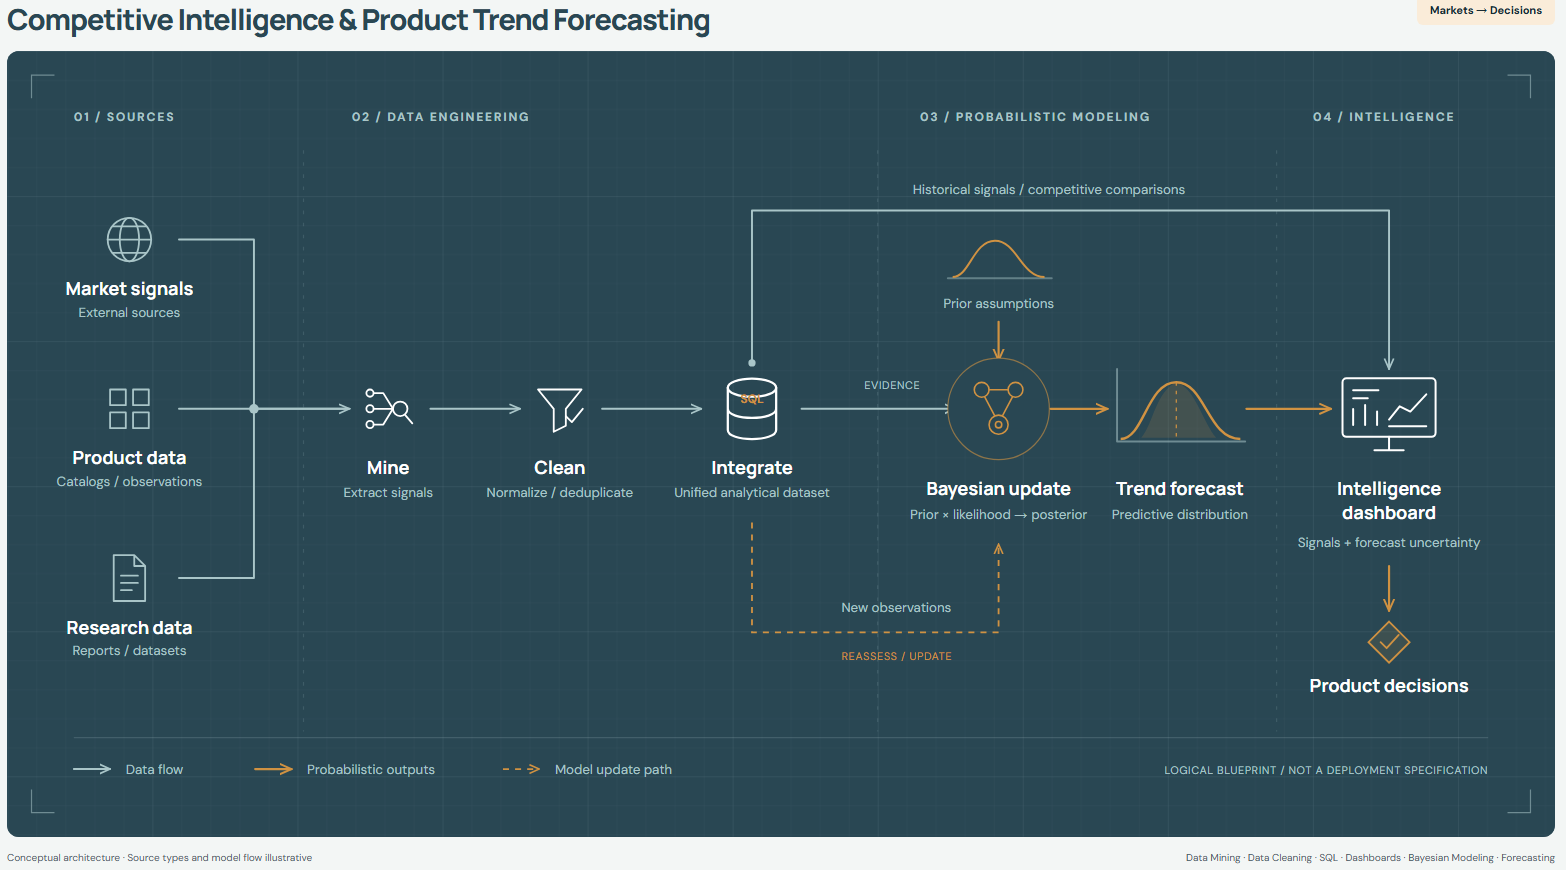 Competitive Intelligence & Product Trend Forecasting
Markets → Decisions
01 / SOURCES
02 / DATA ENGINEERING
03 / PROBABILISTIC MODELING
04 / INTELLIGENCE
Historical signals / competitive comparisons
Market signals
External sources
Prior assumptions
EVIDENCE
SQL
Product data
Catalogs / observations
Mine
Extract signals
Clean
Normalize / deduplicate
Integrate
Unified analytical dataset
Bayesian update
Prior × likelihood → posterior
Trend forecast
Predictive distribution
Intelligence
dashboard
Signals + forecast uncertainty
New observations
REASSESS / UPDATE
Research data
Reports / datasets
Product decisions
Data flow
Probabilistic outputs
Model update path
LOGICAL BLUEPRINT / NOT A DEPLOYMENT SPECIFICATION
Conceptual architecture · Source types and model flow illustrative
Data Mining · Data Cleaning · SQL · Dashboards · Bayesian Modeling · Forecasting